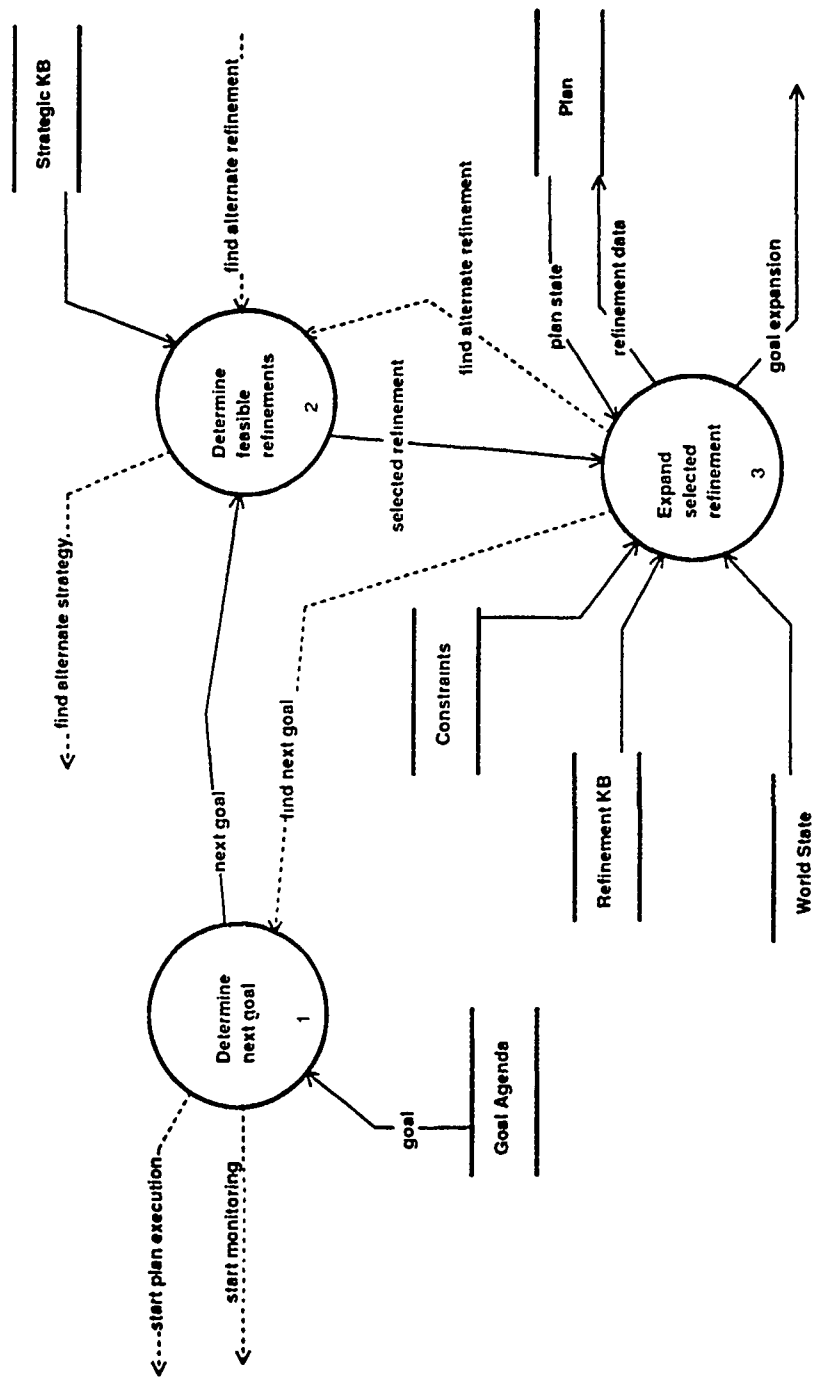 Strategic KB
find alternate strategy
find alternate refinement
Determine
feasible
refinements
2
next goal
start plan execution
start monitoring
Determine
next goal
1
find next goal
find alternate refinement
selected refinement
goal
Goal Agenda
Constraints
Refinement KB
World State
Expand
selected
refinement
3
plan state
refinement data
Plan
goal expansion